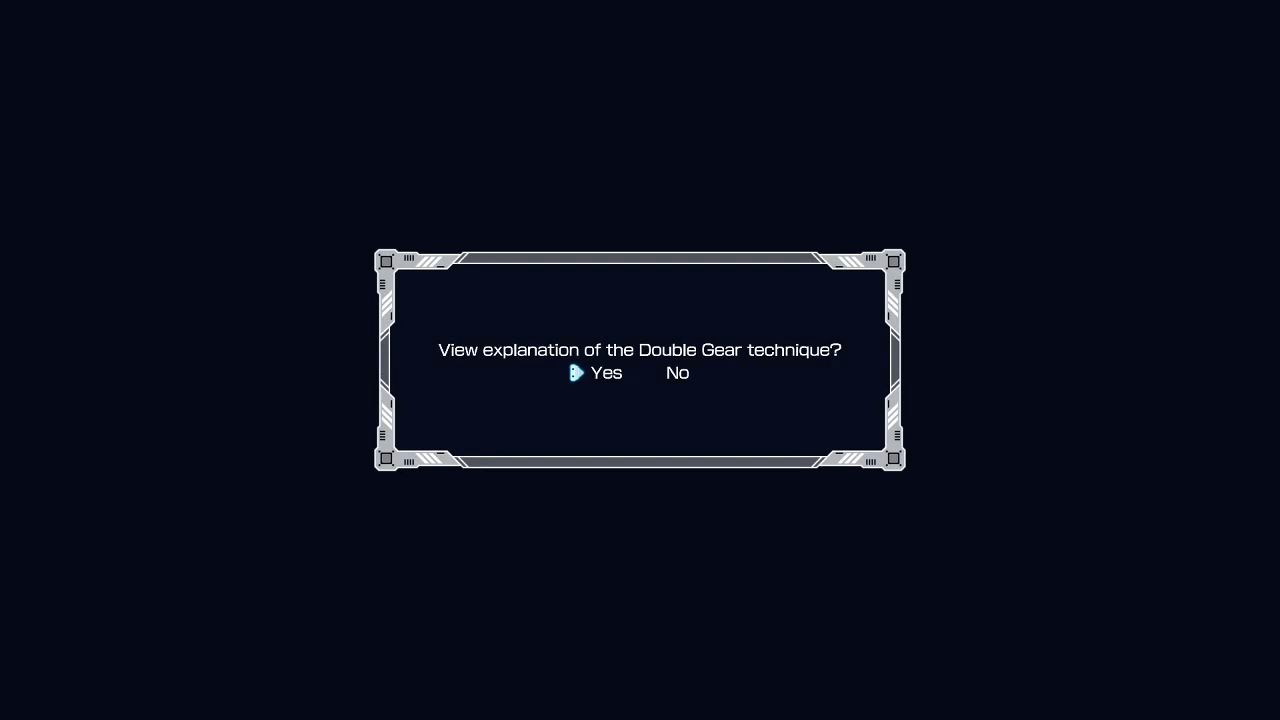 View explanation of the Double Gear technique?
Yes No